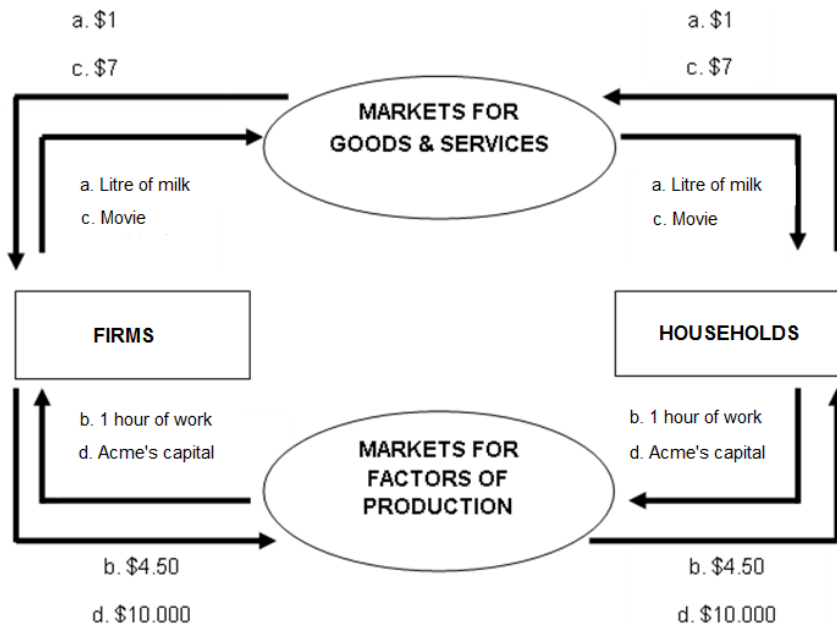 a. $1
c. $7
a. $1
c. $7
MARKETS FOR
GOODS & SERVICES
a. Litre of milk
c. Movie
a. Litre of milk
c. Movie
FIRMS
HOUSEHOLDS
b. 1 hour of work
d. Acme's capital
MARKETS FOR
FACTORS OF
PRODUCTION
b. 1 hour of work
d. Acme's capital
b. $4.50
d. $10.000
b. $4.50
d. $10.000